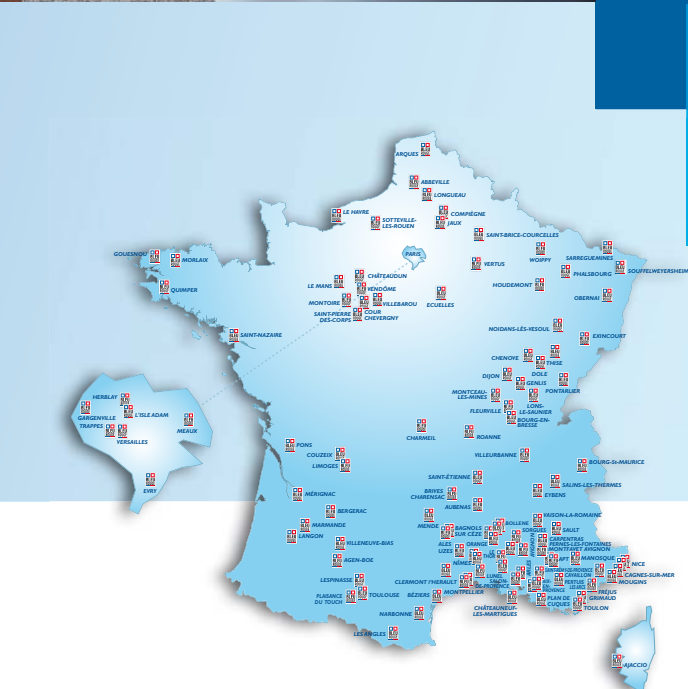 ARQUES
ABBEVILLE
LONGUEAU
LE HAVRE
COMPIÈGNE
SOTTEVILLE-
LES-ROUEN
JAUX
SAINT-BRICE-COURCELLES
GOUESNOU
MORLAIX
PARIS
WOIPPY
SARREGUEMINES
VERTUS
PHALSBOURG
SOUFFELWEYERSHEIM
QUIMPER
CHÂTEAUDUN
LE MANS
VENDÔME
HOUDEMONT
MONTOIRE
VILLEBAROU
ECUELLES
OBERNAI
SAINT-PIERRE
DES-CORPS
COUR
CHEVERGNY
SAINT-NAZAIRE
NOIDANS-LÈS-VESOUL
EXINCOURT
CHENOVE
THISE
DIJON
DOLE
GENLIS
PONTARLIER
MONTCEAU-
LES-MINES
HERBLAY
LONS-
LE-SAUNIER
FLEURVILLE
GARGENVILLE
L'ISLE ADAM
BOURG-EN-
BRESSE
TRAPPES
MEAUX
VERSAILLES
CHARMEIL
ROANNE
PONS
COUZEIX
VILLEURBANNE
LIMOGES
BOURG-St-MAURICE
EVRY
SAINT-ÉTIENNE
SALINS-LES-THERMES
MÉRIGNAC
BRIVES
CHARENSAC
EYBENS
AUBENAS
BERGERAC
VAISON-LA-ROMAINE
MARMANDE
MENDE
BAGNOLS
SUR CÈZE
BOLLENE
SORGUES
SAULT
LANGON
CARPENTRAS
PERNES-LES-FONTAINES
VILLENEUVE-BIAS
ALES
ORANGE
MONTFAVET AVIGNON
UZES
AGEN-BOE
NÎMES
APT
MANOSQUE
NICE
LESPINASSE
CLERMONT l'HERAULT
LUNEL
CAVAILLON
CAGNES-SUR-MER
PERTUIS
MOUGINS
PLAISANCE
DU TOUCH
TOULOUSE
BÉZIERS
MONTPELLIER
FRÉJUS
PLAN DE
CUQUES
GRIMAUD
CHÂTEAUNEUF-
LES-MARTIGUES
TOULON
NARBONNE
LES ANGLES
AJACCIO